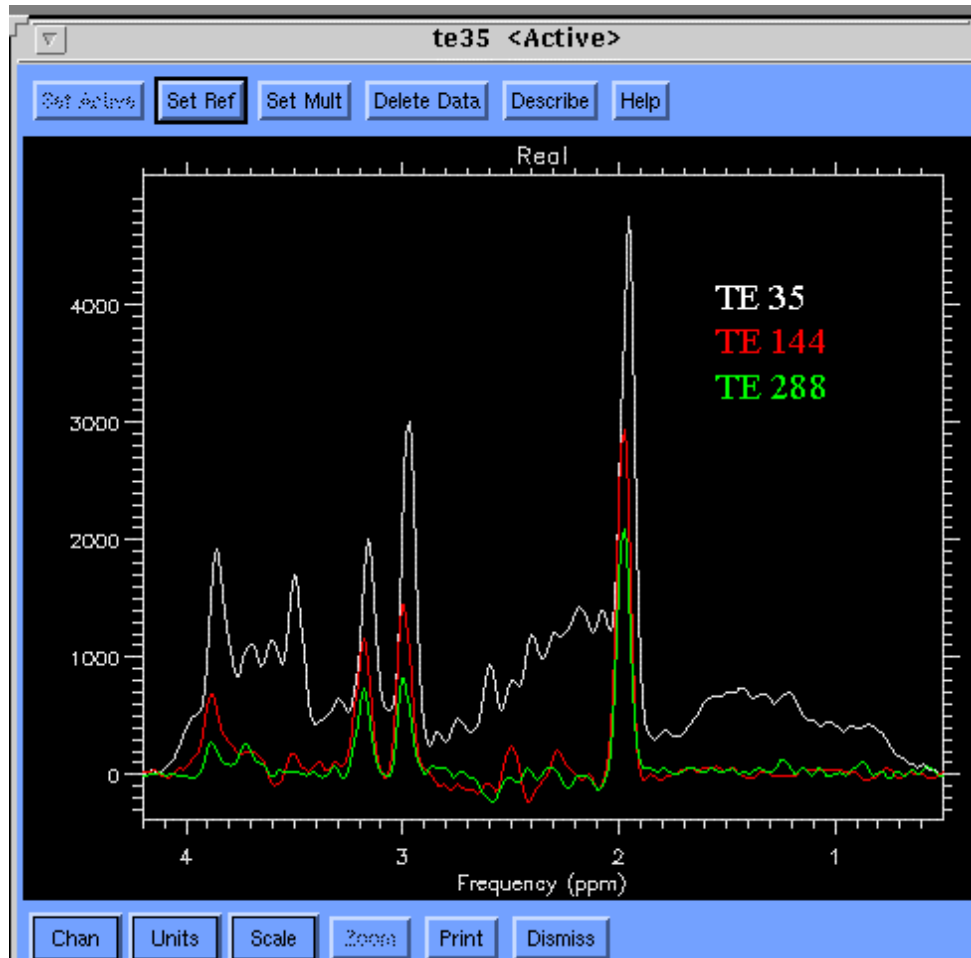 te35 <Active>
Set Active Set Ref Set Mult Delete Data Describe Help
Real
TE 35
TE 144
TE 288
4000
3000
2000
1000
0
4 3 2 1
Frequency (ppm)
Chan Units Scale Zoom Print Dismiss